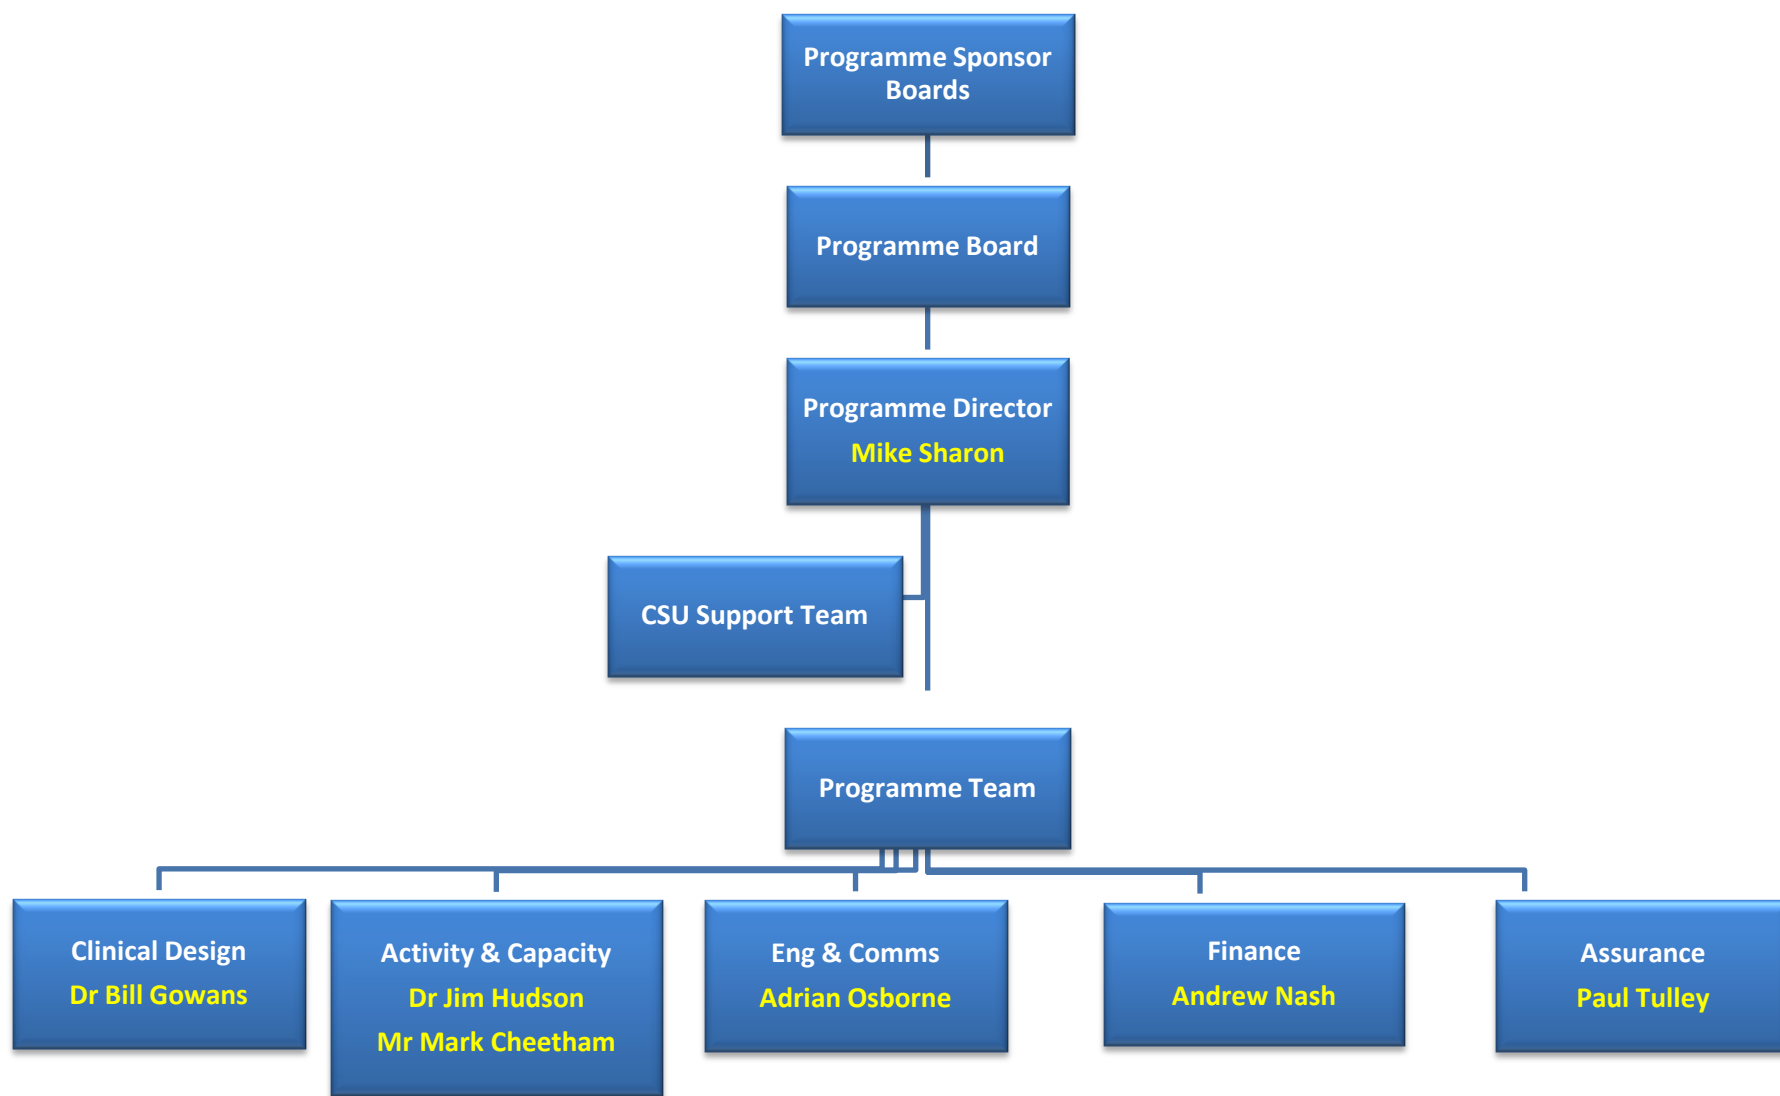 Programme Sponsor
Boards
Programme Board
Programme Director
Mike Sharon
CSU Support Team
Programme Team
Clinical Design
Dr Bill Gowans
Activity & Capacity
Dr Jim Hudson
Mr Mark Cheetham
Eng & Comms
Adrian Osborne
Finance
Andrew Nash
Assurance
Paul Tulley